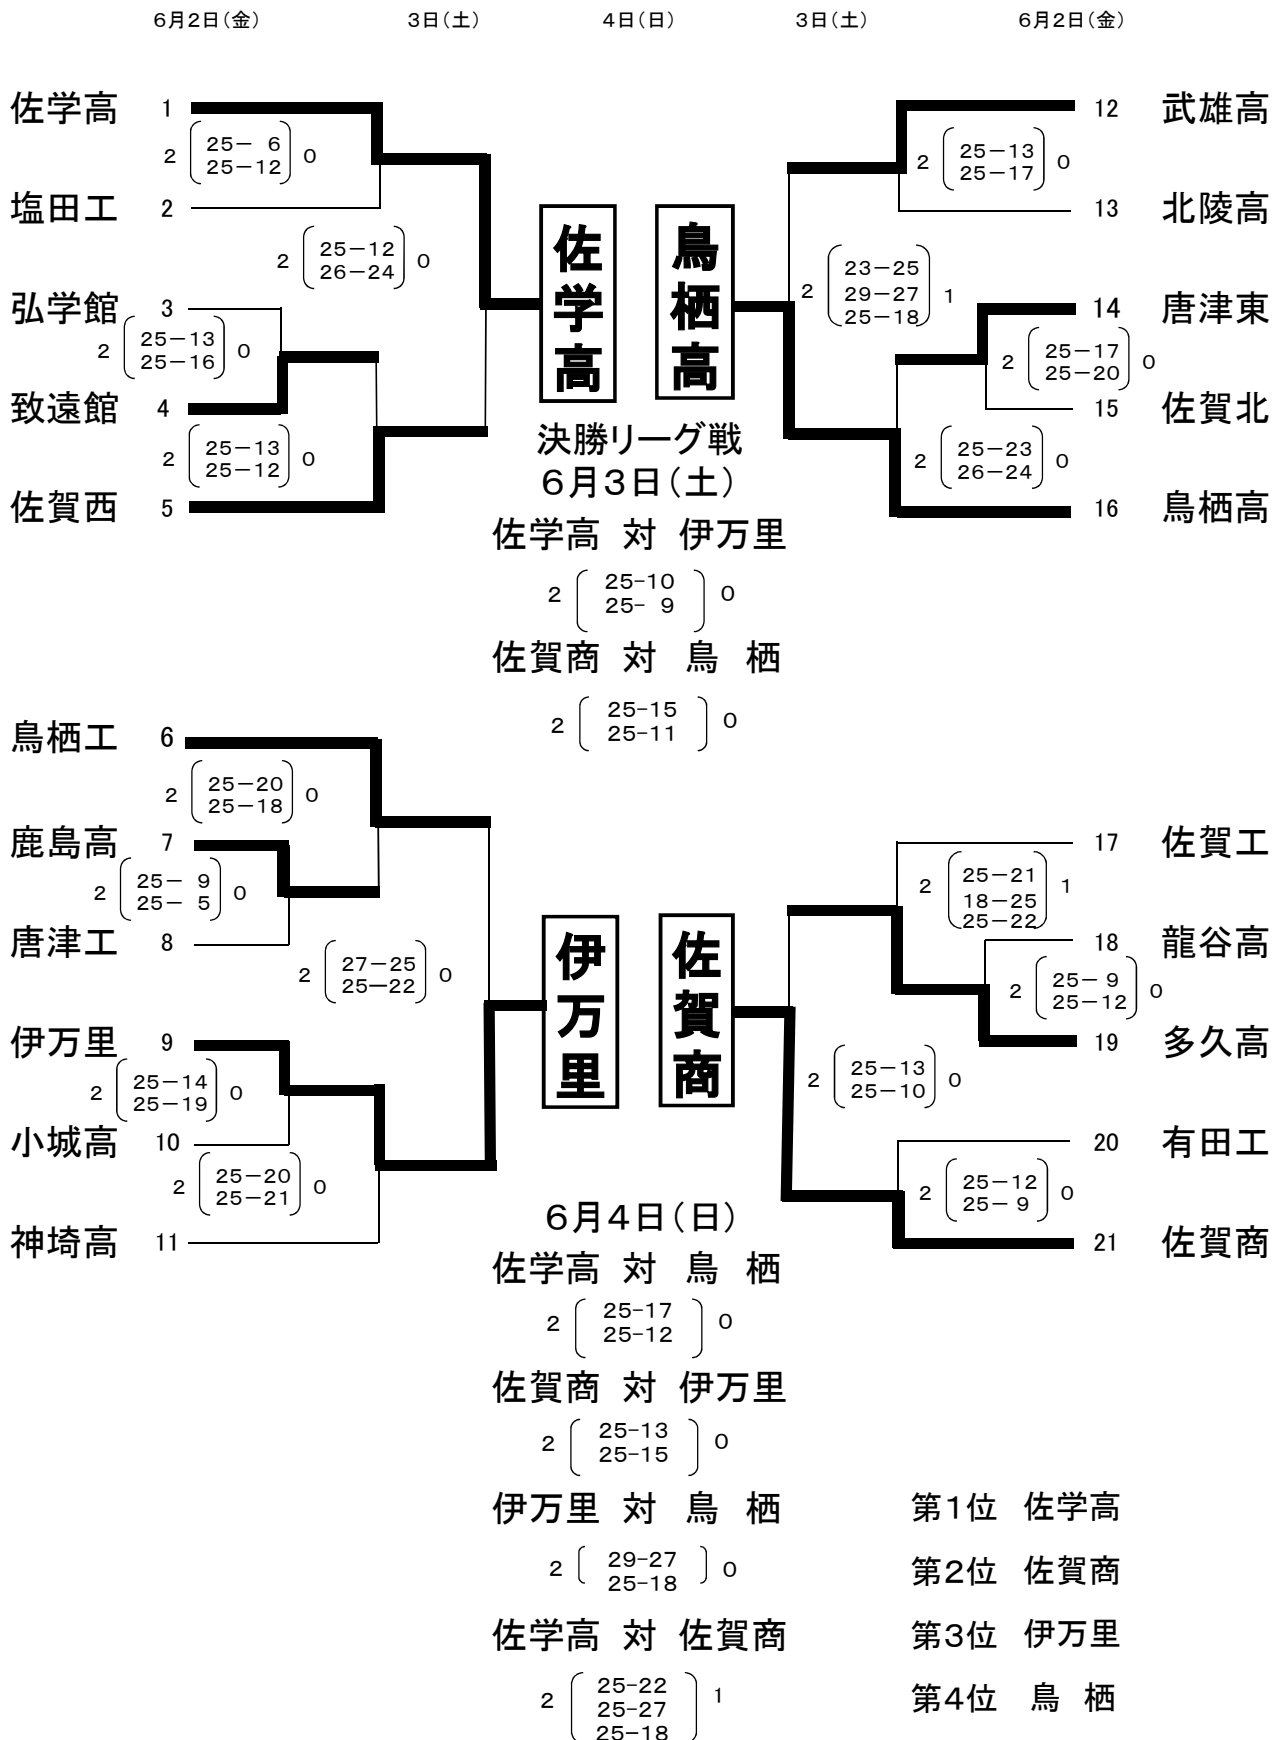 6月2日(金) 3日(土) 4日(日) 3日(土) 6月2日(金)
佐学高 1
2 25− 6 0
25−12
塩田工 2
2 25−12 0
26−24
弘学館 3
2 25−13 0
25−16
致遠館 4
2 25−13 0
25−12
佐賀西 5
佐学高
鳥栖高
12 武雄高
2 25−13 0
25−17
13 北陵高
2 23−25 1
29−27
25−18
14 唐津東
2 25−17 0
25−20
15 佐賀北
2 25−23 0
26−24
16 鳥栖高
決勝リーグ戦
6月3日(土)
佐学高 対 伊万里
2 25-10 0
25- 9
佐賀商 対 鳥 栖
2 25-15 0
25-11
鳥栖工 6
2 25−20 0
25−18
鹿島高 7
2 25− 9 0
25− 5
唐津工 8
2 27−25 0
25−22
伊万里 9
2 25−14 0
25−19
小城高 10
2 25−20 0
25−21
神埼高 11
伊万里
佐賀商
17 佐賀工
2 25−21 1
18−25
25−22
18 龍谷高
2 25− 9 0
25−12
19 多久高
2 25−13 0
25−10
20 有田工
2 25−12 0
25− 9
21 佐賀商
6月4日(日)
佐学高 対 鳥 栖
2 25-17 0
25-12
佐賀商 対 伊万里
2 25-13 0
25-15
伊万里 対 鳥 栖
2 29-27 0
25-18
佐学高 対 佐賀商
2 25-22 1
25-27
25-18
第1位 佐学高
第2位 佐賀商
第3位 伊万里
第4位 鳥 栖